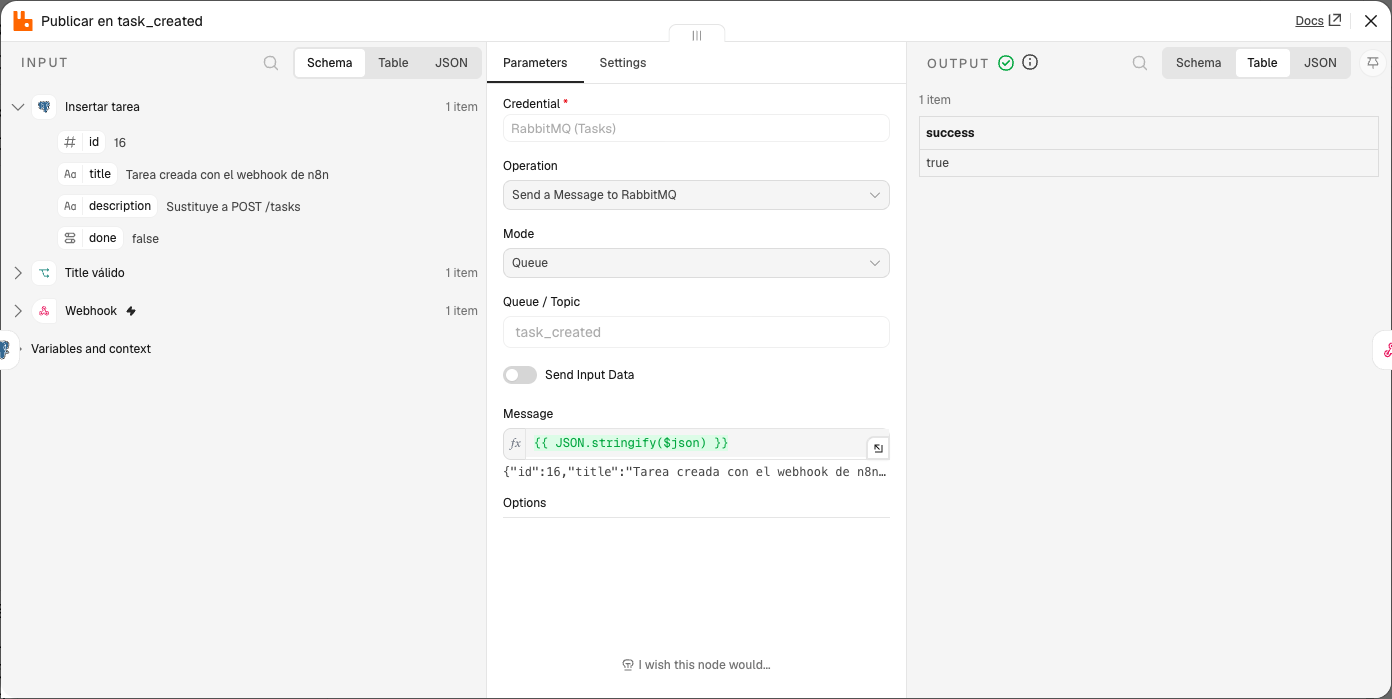 Publicar en task_created
Docs
INPUT
Schema
Table
JSON
Insertar tarea
1 item
# id 16
Aa title Tarea creada con el webhook de n8n
Aa description Sustituye a POST /tasks
done false
Title válido
1 item
Webhook
1 item
Variables and context
Parameters
Settings
Credential *
RabbitMQ (Tasks)
Operation
Send a Message to RabbitMQ
Mode
Queue
Queue / Topic
task_created
Send Input Data
Message
fx {{ JSON.stringify($json) }}
{"id":16,"title":"Tarea creada con el webhook de n8n…
Options
I wish this node would...
OUTPUT
Schema
Table
JSON
1 item
success
true